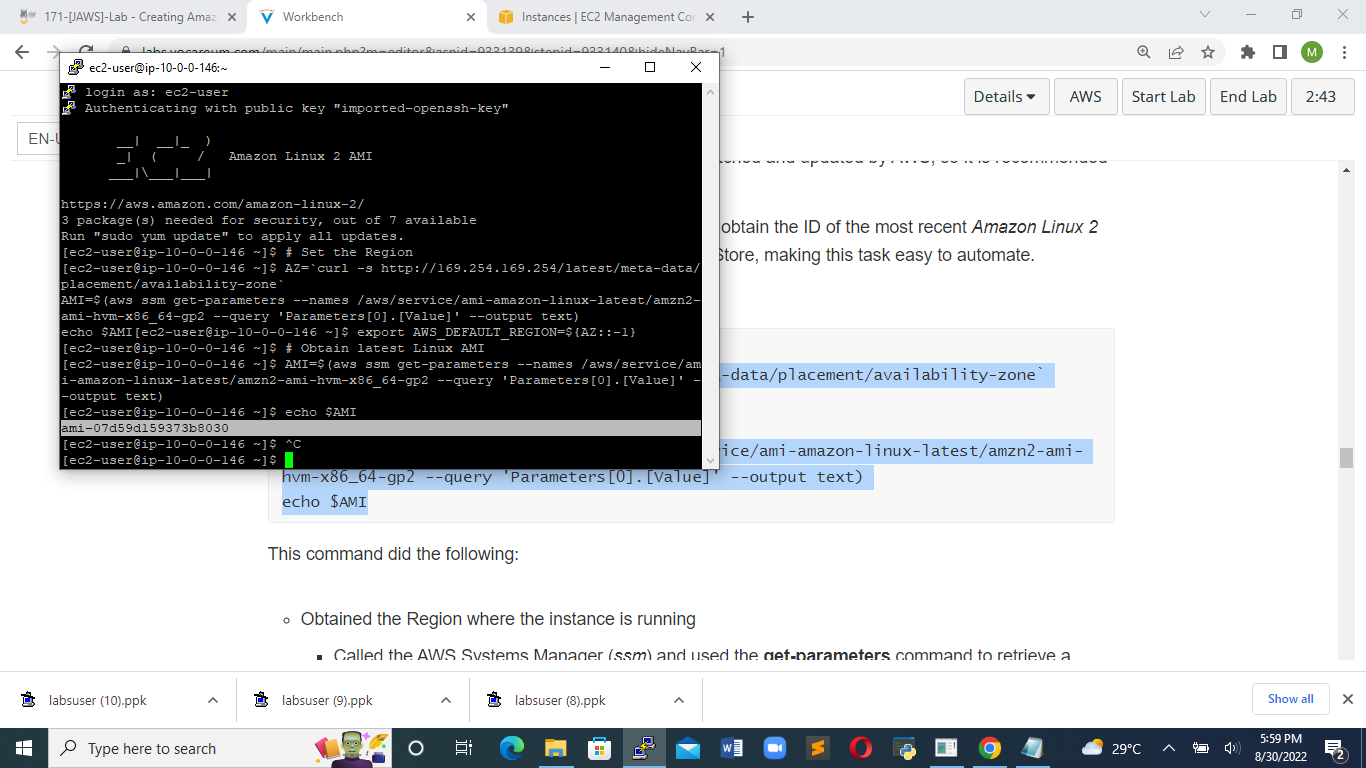 171-[JAWS]-Lab - Creating Amaz
Workbench
Instances | EC2 Management Cor
labs.vocareum.com/main/main.php?m=editor&asnid=933139&stepid=933140&hideNavBar=1
M
ec2-user@ip-10-0-0-146:~
Details
AWS
Start Lab
End Lab
2:43
EN-U
login as: ec2-user
Authenticating with public key "imported-openssh-key"
__| __|_ )
_| ( / Amazon Linux 2 AMI
___|\___|___|
https://aws.amazon.com/amazon-linux-2/
3 package(s) needed for security, out of 7 available
Run "sudo yum update" to apply all updates.
[ec2-user@ip-10-0-0-146 ~]$ # Set the Region
[ec2-user@ip-10-0-0-146 ~]$ AZ=`curl -s http://169.254.169.254/latest/meta-data/
placement/availability-zone`
AMI=$(aws ssm get-parameters --names /aws/service/ami-amazon-linux-latest/amzn2-
ami-hvm-x86_64-gp2 --query 'Parameters[0].[Value]' --output text)
echo $AMI[ec2-user@ip-10-0-0-146 ~]$ export AWS_DEFAULT_REGION=${AZ::-1}
[ec2-user@ip-10-0-0-146 ~]$ # Obtain latest Linux AMI
[ec2-user@ip-10-0-0-146 ~]$ AMI=$(aws ssm get-parameters --names /aws/service/am
i-amazon-linux-latest/amzn2-ami-hvm-x86_64-gp2 --query 'Parameters[0].[Value]' -
-output text)
[ec2-user@ip-10-0-0-146 ~]$ echo $AMI
ami-07d59d159373b8030
[ec2-user@ip-10-0-0-146 ~]$ ^C
[ec2-user@ip-10-0-0-146 ~]$
and updated by AWS, so it is recommended
obtain the ID of the most recent Amazon Linux 2
Store, making this task easy to automate.
-data/placement/availability-zone`
ice/ami-amazon-linux-latest/amzn2-ami-
hvm-x86_64-gp2 --query 'Parameters[0].[Value]' --output text)
echo $AMI
This command did the following:
Obtained the Region where the instance is running
Called the AWS Systems Manager (ssm) and used the get-parameters command to retrieve a
labsuser (10).ppk
labsuser (9).ppk
labsuser (8).ppk
Show all
Type here to search
29°C
5:59 PM
8/30/2022
2